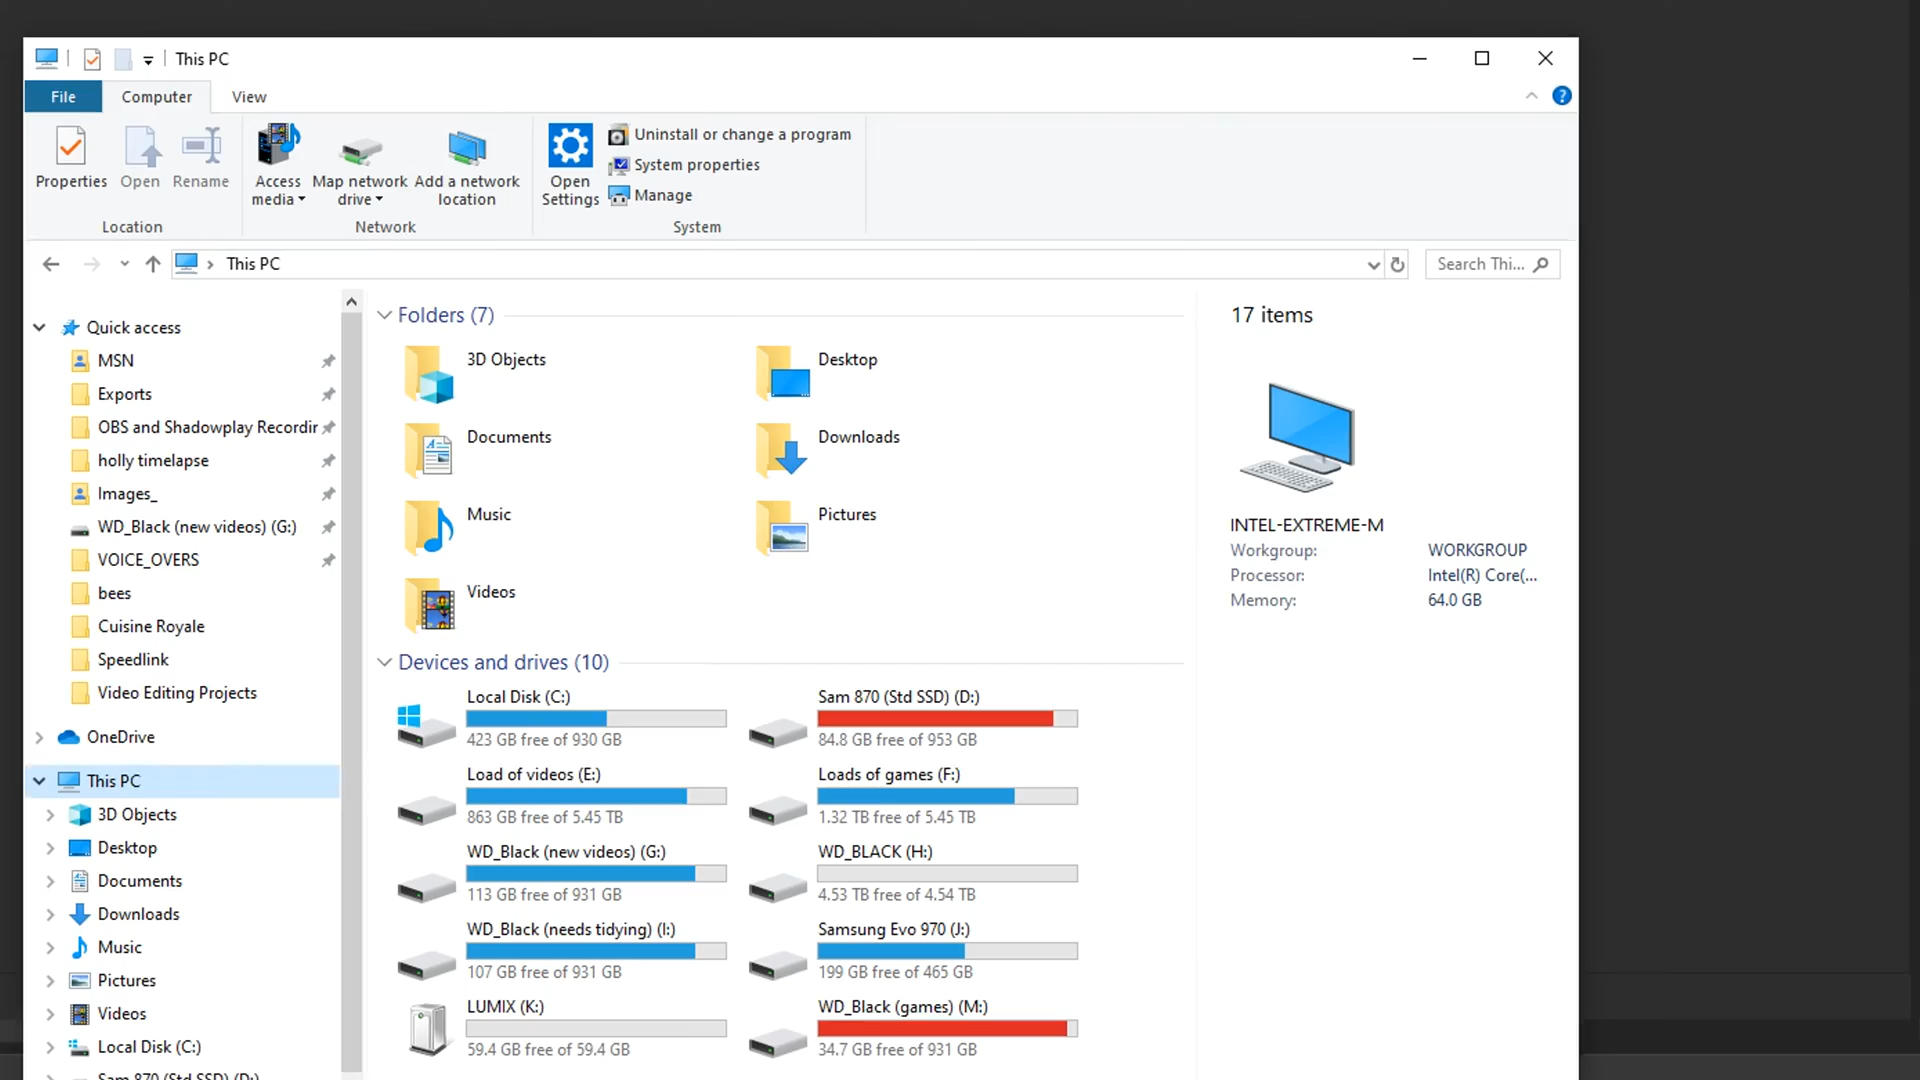 This PC
File
Computer
View
Properties
Open
Rename
Access media
Map network drive
Add a network location
Open Settings
Uninstall or change a program
System properties
Manage
Location
Network
System
This PC
Search Thi...
Quick access
MSN
Exports
OBS and Shadowplay Recordin
holly timelapse
Images_
WD_Black (new videos) (G:)
VOICE_OVERS
bees
Cuisine Royale
Speedlink
Video Editing Projects
OneDrive
This PC
3D Objects
Desktop
Documents
Downloads
Music
Pictures
Videos
Local Disk (C:)
Sam 870 (Std SSD) (D:)
Folders (7)
3D Objects
Desktop
Documents
Downloads
Music
Pictures
Videos
Devices and drives (10)
Local Disk (C:)
423 GB free of 930 GB
Sam 870 (Std SSD) (D:)
84.8 GB free of 953 GB
Load of videos (E:)
863 GB free of 5.45 TB
Loads of games (F:)
1.32 TB free of 5.45 TB
WD_Black (new videos) (G:)
113 GB free of 931 GB
WD_BLACK (H:)
4.53 TB free of 4.54 TB
WD_Black (needs tidying) (I:)
107 GB free of 931 GB
Samsung Evo 970 (J:)
199 GB free of 465 GB
LUMIX (K:)
59.4 GB free of 59.4 GB
WD_Black (games) (M:)
34.7 GB free of 931 GB
17 items
INTEL-EXTREME-M
Workgroup: WORKGROUP
Processor: Intel(R) Core(...
Memory: 64.0 GB